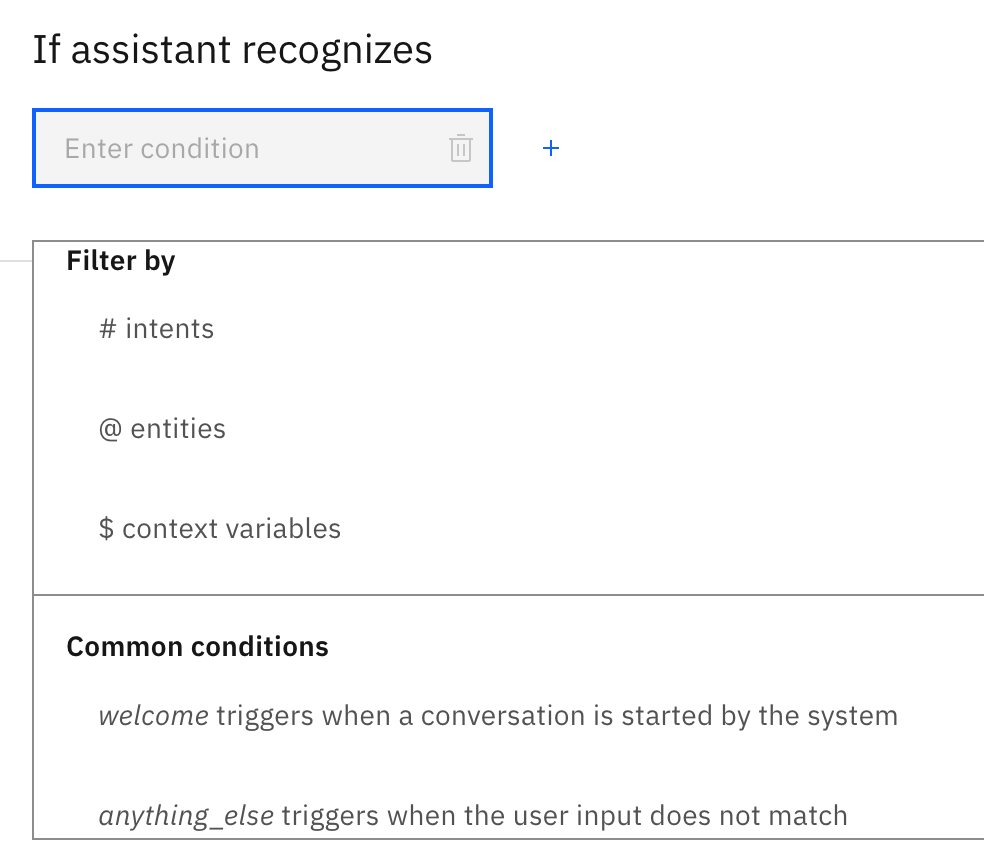 If assistant recognizes
Enter condition
Filter by
# intents
@ entities
$ context variables
Common conditions
welcome triggers when a conversation is started by the system
anything_else triggers when the user input does not match